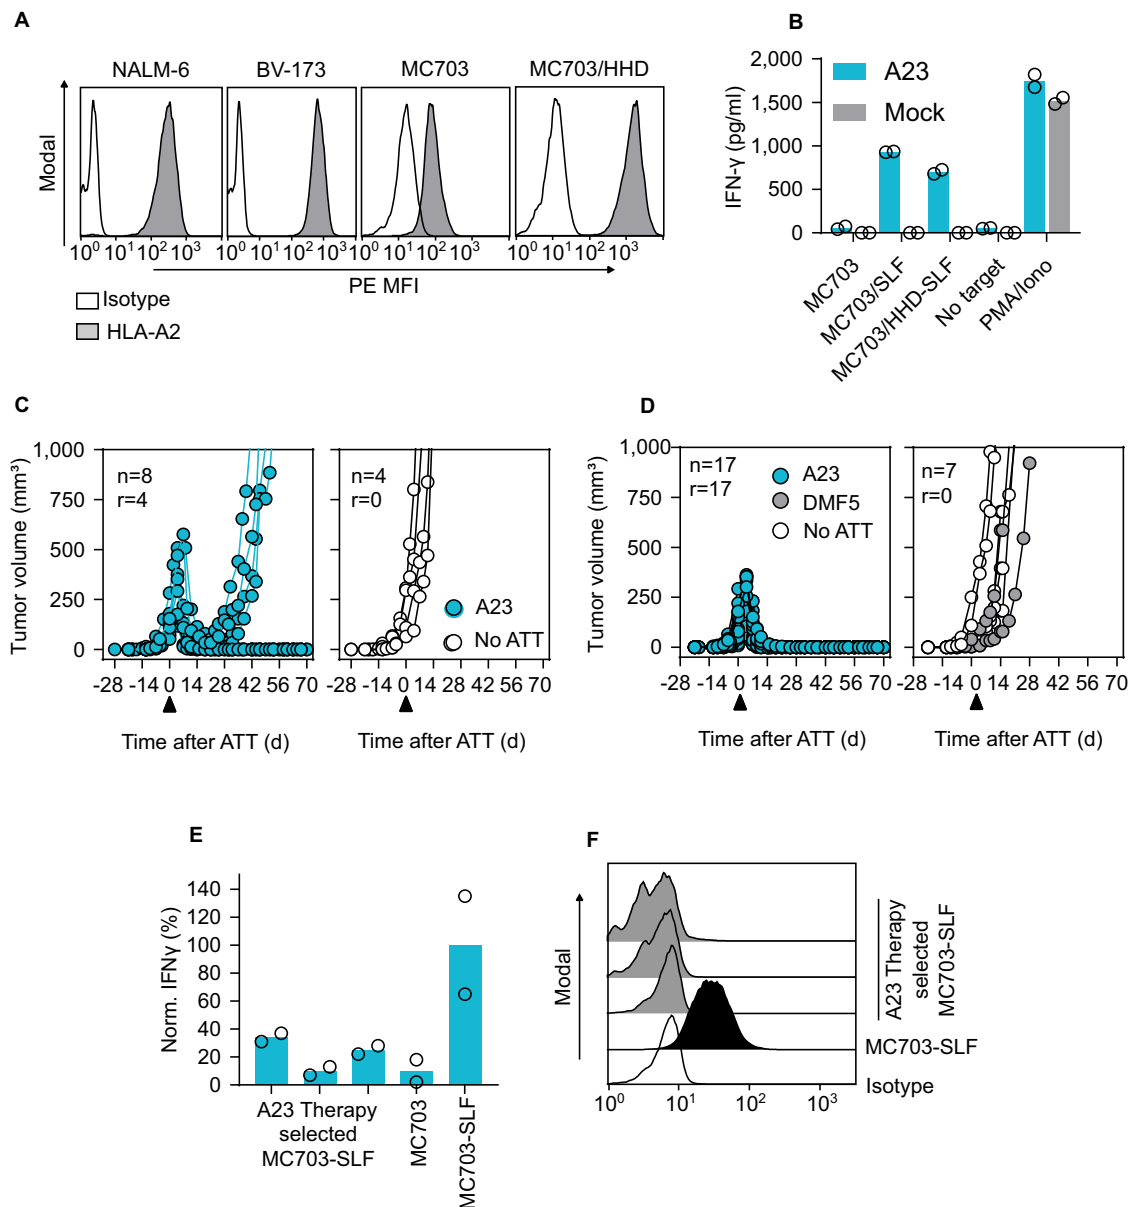 A
NALM-6 BV-173 MC703 MC703/HHD
Modal
10⁰ 10¹ 10² 10³ 10⁰ 10¹ 10² 10³ 10⁰ 10¹ 10² 10³ 10⁰ 10¹ 10² 10³
PE MFI
Isotype
HLA-A2
B
IFN-γ (pg/ml)
2,000
1,500
1,000
500
0
A23
Mock
MC703
MC703/SLF
MC703/HHD-SLF
No target
PMA/Iono
C
Tumor volume (mm³)
1,000
750
500
250
0
n=8
r=4
n=4
r=0
A23
No ATT
-28 -14 0 14 28 42 56 70 -28 -14 0 14 28 42 56 70
Time after ATT (d) Time after ATT (d)
D
Tumor volume (mm³)
1,000
750
500
250
0
n=17
r=17
A23
DMF5
No ATT
n=7
r=0
-28 -14 0 14 28 42 56 70 -28 -14 0 14 28 42 56 70
Time after ATT (d) Time after ATT (d)
E
Norm. IFNγ (%)
140
120
100
80
60
40
20
0
A23 Therapy
selected
MC703-SLF
MC703
MC703-SLF
F
Modal
A23 Therapy
selected
MC703-SLF
MC703-SLF
Isotype
10⁰ 10¹ 10² 10³